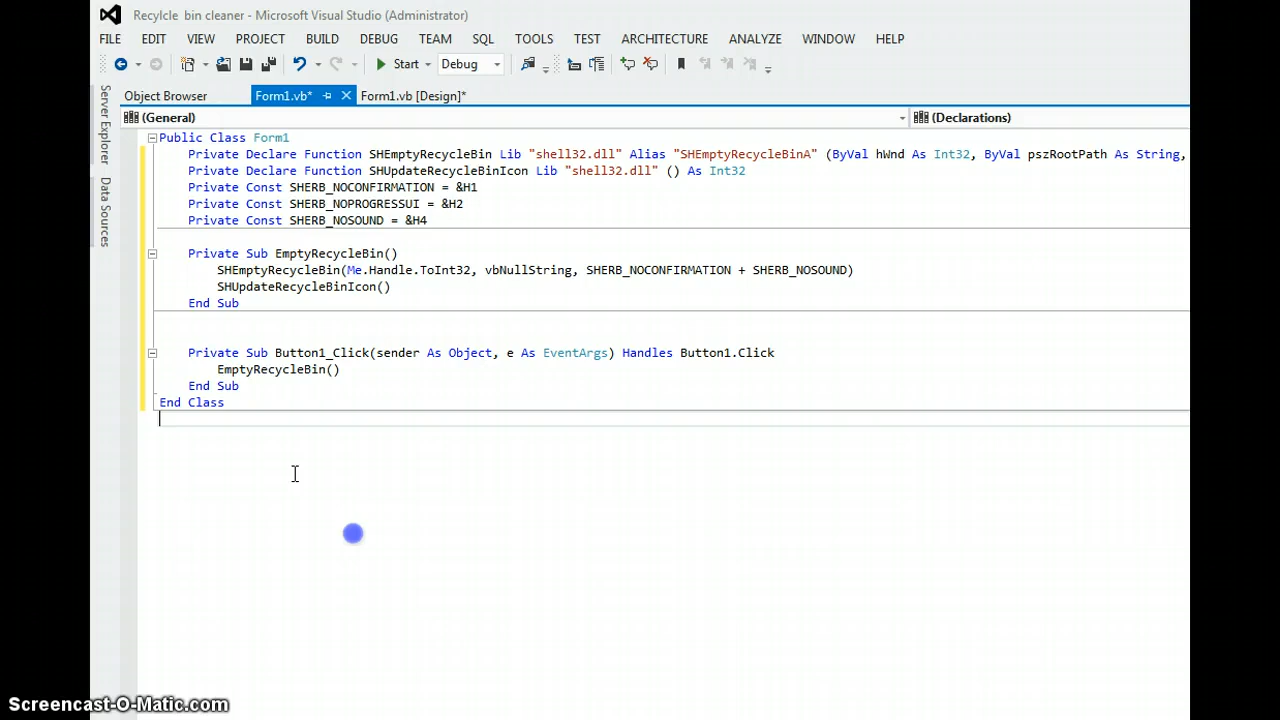 Recylcle bin cleaner - Microsoft Visual Studio (Administrator)
FILE EDIT VIEW PROJECT BUILD DEBUG TEAM SQL TOOLS TEST ARCHITECTURE ANALYZE WINDOW HELP
Start Debug
Object Browser Form1.vb* Form1.vb [Design]*
(General) (Declarations)
Server Explorer
Data Sources
Public Class Form1
Private Declare Function SHEmptyRecycleBin Lib "shell32.dll" Alias "SHEmptyRecycleBinA" (ByVal hWnd As Int32, ByVal pszRootPath As String,
Private Declare Function SHUpdateRecycleBinIcon Lib "shell32.dll" () As Int32
Private Const SHERB_NOCONFIRMATION = &H1
Private Const SHERB_NOPROGRESSUI = &H2
Private Const SHERB_NOSOUND = &H4
Private Sub EmptyRecycleBin()
SHEmptyRecycleBin(Me.Handle.ToInt32, vbNullString, SHERB_NOCONFIRMATION + SHERB_NOSOUND)
SHUpdateRecycleBinIcon()
End Sub
Private Sub Button1_Click(sender As Object, e As EventArgs) Handles Button1.Click
EmptyRecycleBin()
End Sub
End Class
Screencast-O-Matic.com